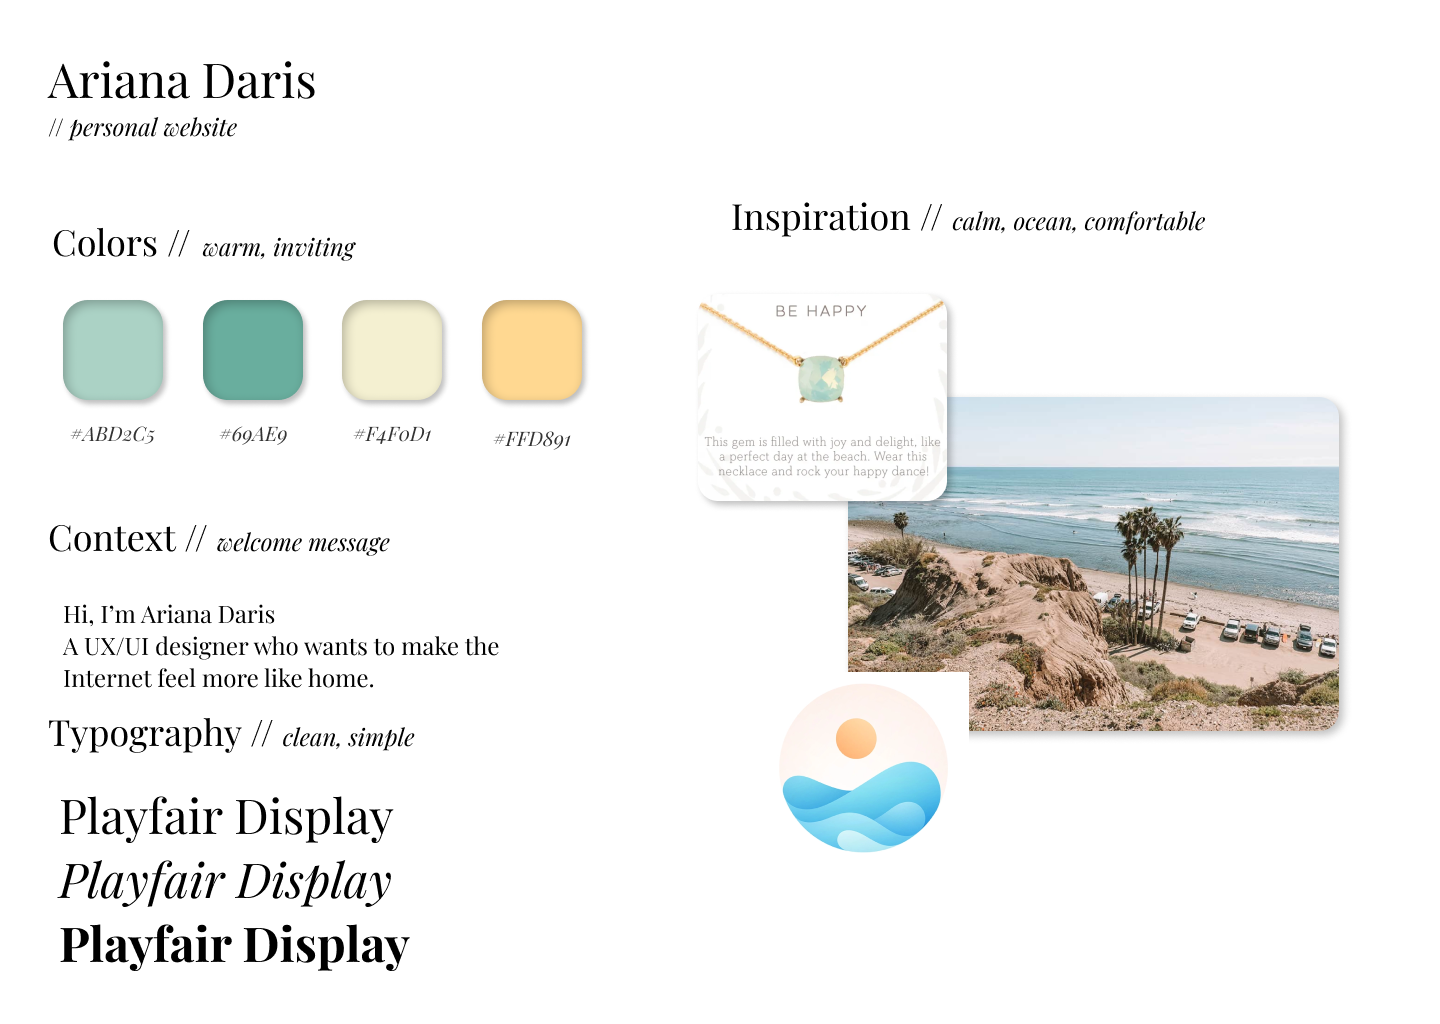 Ariana Daris
// personal website
Colors // warm, inviting
#ABD2C5 #69AE9 #F4F0D1 #FFD891
Context // welcome message
Hi, I’m Ariana Daris
A UX/UI designer who wants to make the
Internet feel more like home.
Typography // clean, simple
Playfair Display
Playfair Display
Playfair Display
Inspiration // calm, ocean, comfortable
BE HAPPY
This gem is filled with joy and delight, like
a perfect day at the beach. Wear this
necklace and rock your happy dance!